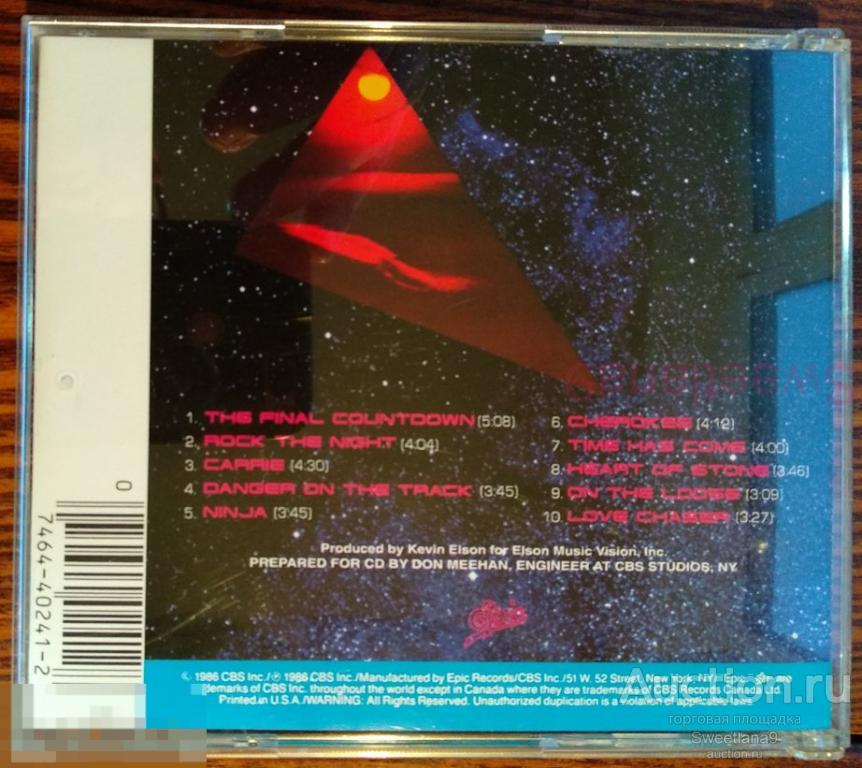 1. THE FINAL COUNTDOWN (5:08)
2. ROCK THE NIGHT (4:04)
3. CARRIE (4:30)
4. DANGER ON THE TRACK (3:45)
5. NINJA (3:45)
6. CHEROKEE (4:12)
7. TIME HAS COME (4:00)
8. HEART OF STONE (3:46)
9. ON THE LOOSE (3:09)
10. LOVE CHASER (3:27)
Produced by Kevin Elson for Elson Music Vision, Inc.
PREPARED FOR CD BY DON MEEHAN, ENGINEER AT CBS STUDIOS, NY
Epic
© 1986 CBS Inc./℗ 1986 CBS Inc./Manufactured by Epic Records/CBS Inc./51 W. 52 Street, New York, NY/ Epic,
demarks of CBS Inc. throughout the world except in Canada where they are trademarks of CBS Records Canada Ltd.
Printed in U.S.A./WARNING: All Rights Reserved. Unauthorized duplication is a violation of applicable laws.
0
7464-40241-2
Sweetlana9
Auction.ru
торговая площадка
Sweetlana9
auction.ru